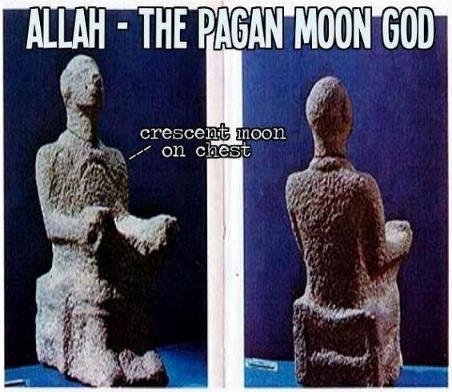 ALLAH - THE PAGAN MOON GOD
crescent moon
on chest